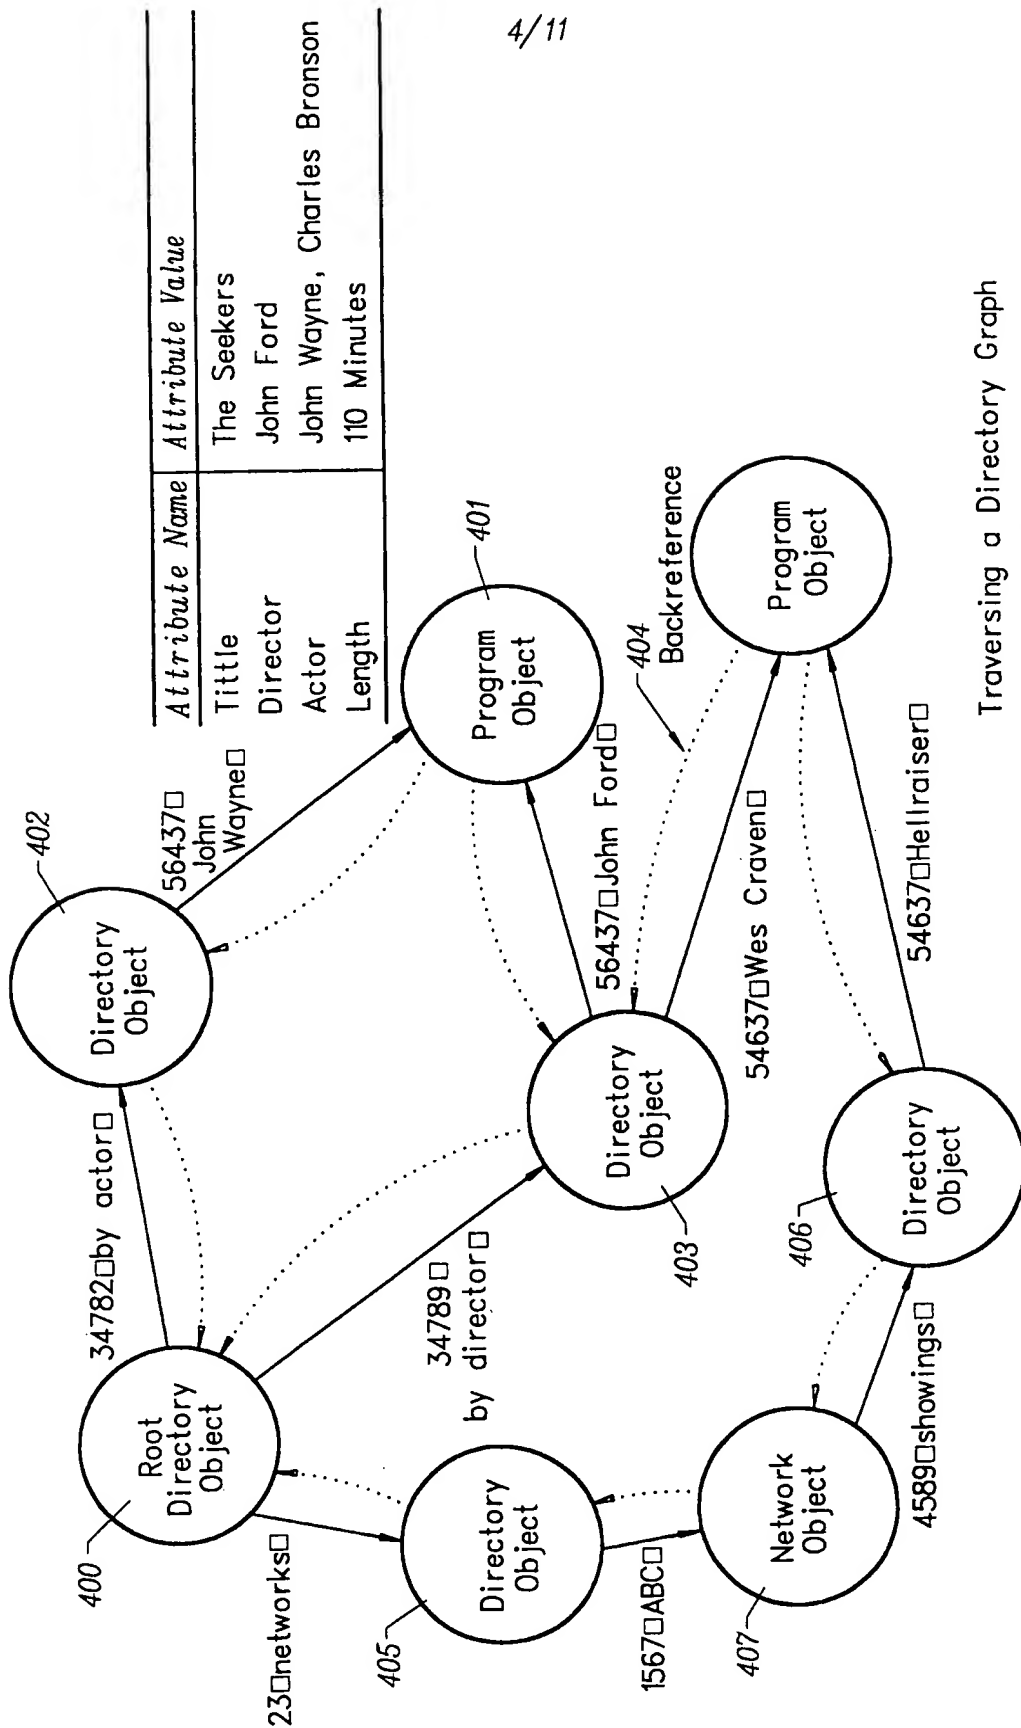 4/11
Attribute Name Attribute Value
Tittle The Seekers
Director John Ford
Actor John Wayne, Charles Bronson
Length 110 Minutes
402
Directory
Object
34782□by actor□
56437□
John
Wayne□
400
Root
Directory
Object
401
Program
Object
34789□
by director□
56437□John Ford□
404
Backreference
23□networks□
403
Directory
Object
405
Directory
Object
54637□Wes Craven□
Program
Object
1567□ABC□
406
Directory
Object
54637□Hellraiser□
407
Network
Object
4589□showings□
Traversing a Directory Graph